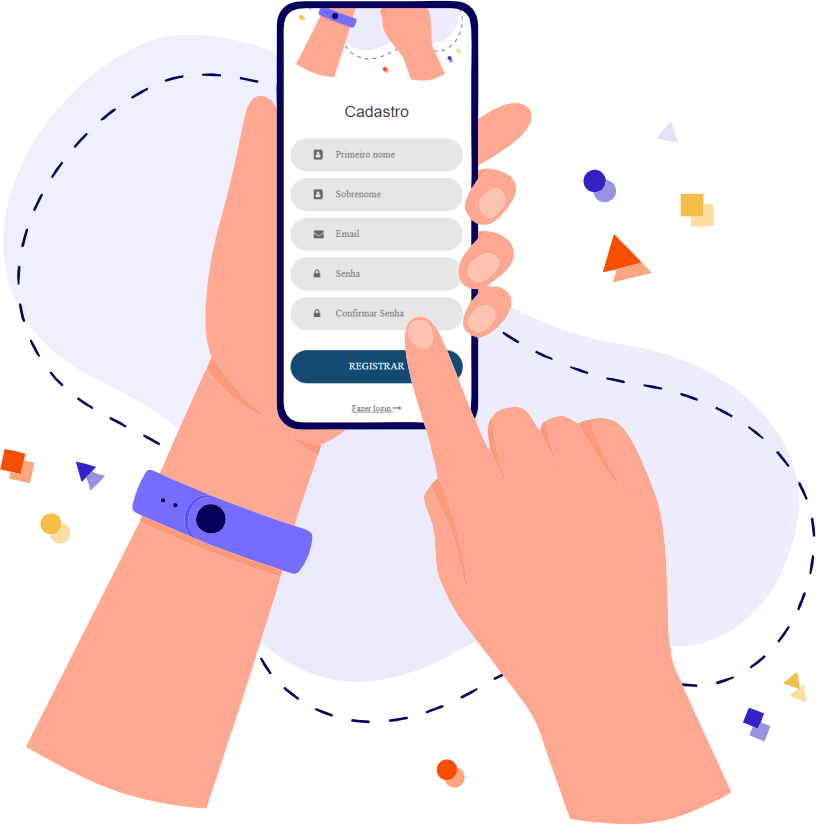 Cadastro
Primeiro nome
Sobrenome
Email
Senha
Confirmar Senha
REGISTRAR
Fazer login →